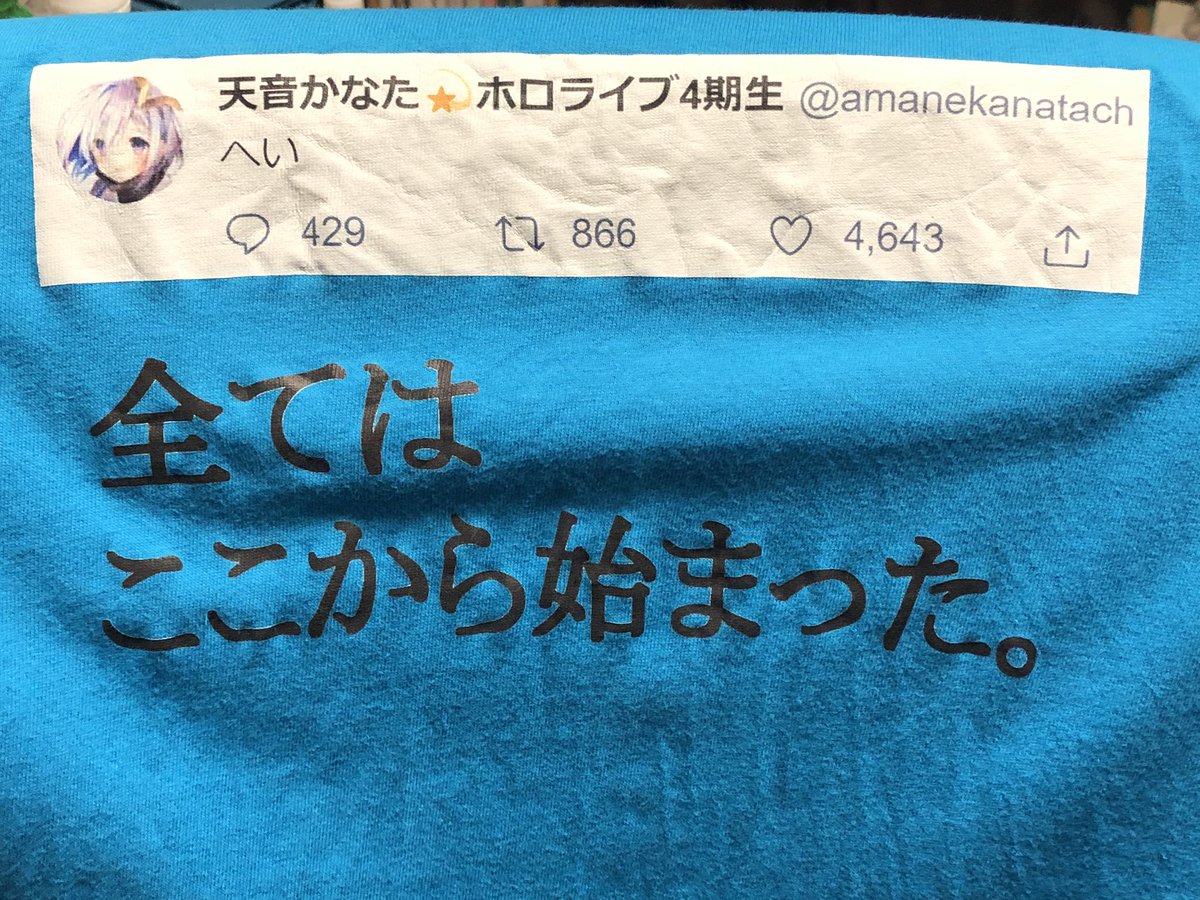 天音かなた💫ホロライブ4期生 @amanekanatach
へい
429 866 4,643
全ては
ここから始まった。